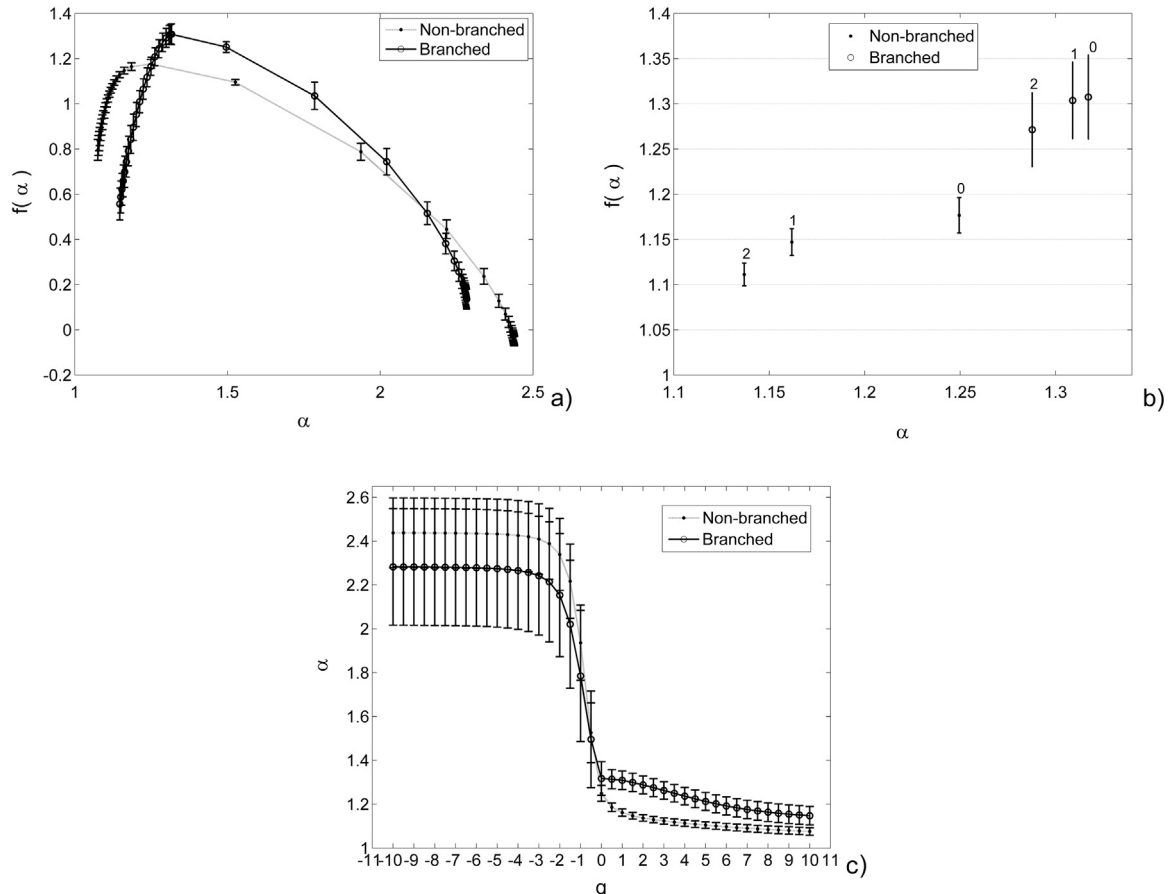 1.4
1.2
1
0.8
0.6
0.4
0.2
0
-0.2
f( α )
1 1.5 2 2.5
α
Non-branched
Branched
a)
1.4
1.35
1.3
1.25
1.2
1.15
1.1
1.05
1
f( α )
1.1 1.15 1.2 1.25 1.3
α
Non-branched
Branched
2 1 0 2 1 0
b)
2.6
2.4
2.2
2
1.8
1.6
1.4
1.2
1
α
-11 -10 -9 -8 -7 -6 -5 -4 -3 -2 -1 0 1 2 3 4 5 6 7 8 9 10 11
q
Non-branched
Branched
c)